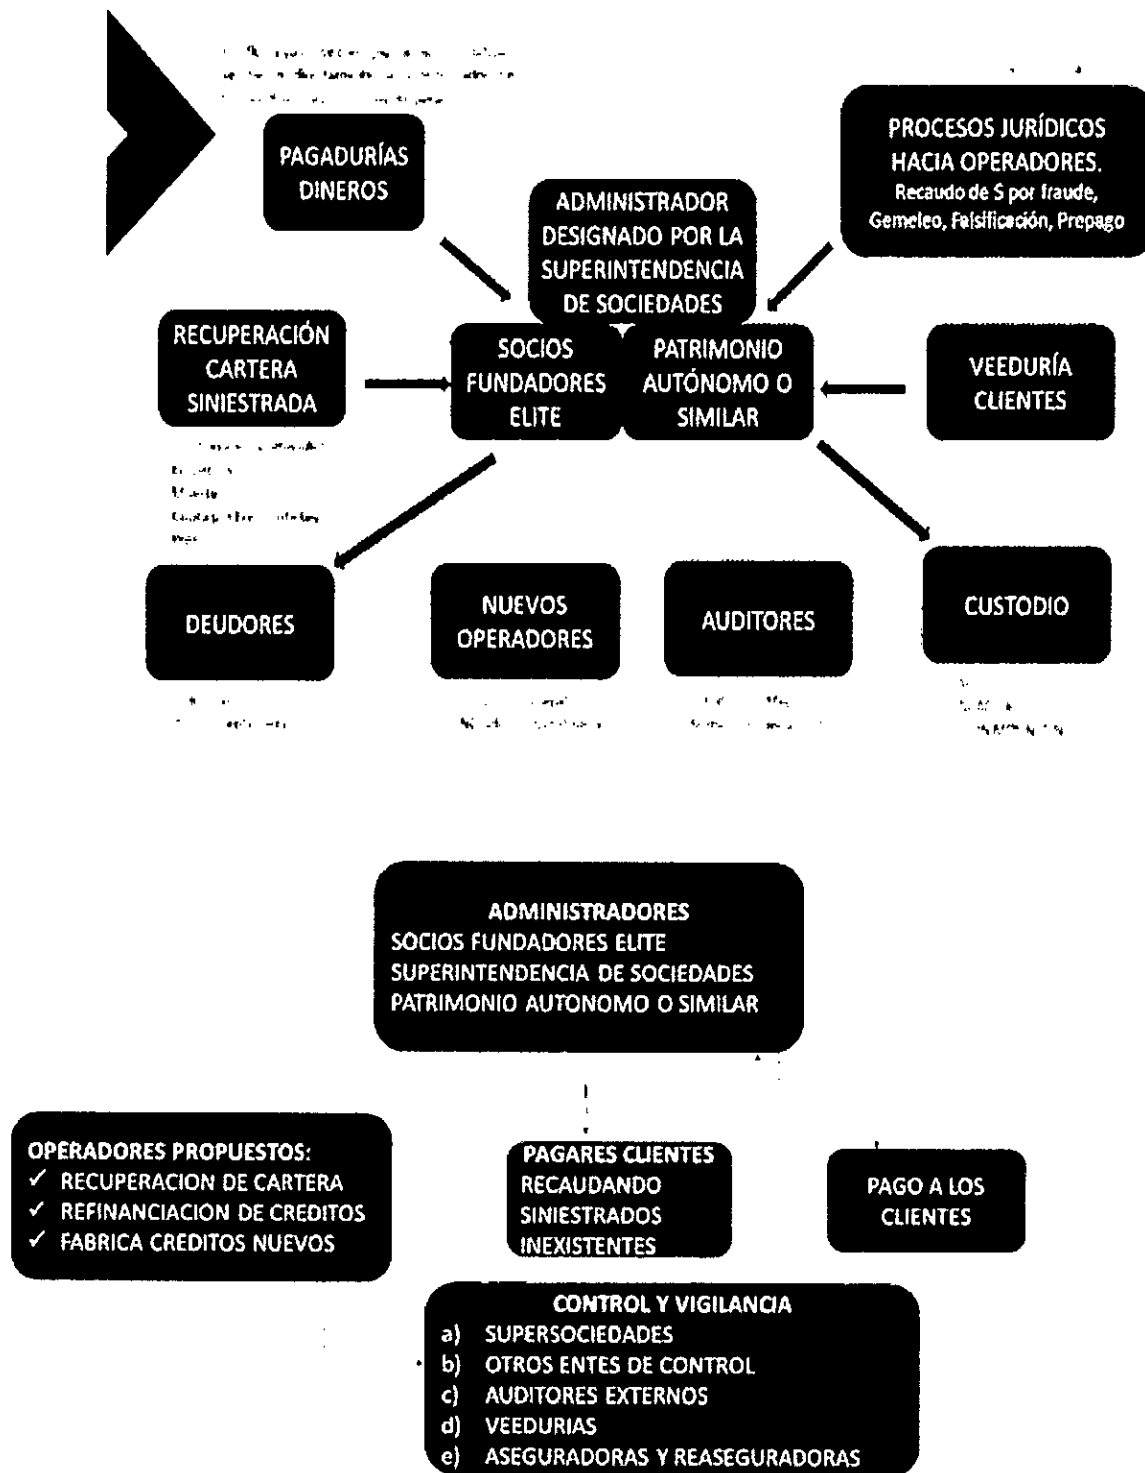 PAGADURÍAS
DINEROS
ADMINISTRADOR
DESIGNADO POR LA
SUPERINTENDENCIA
DE SOCIEDADES
PROCESOS JURÍDICOS
HACIA OPERADORES.
Recaudo de $ por fraude,
Gemeleo, Falsificación, Prepago
RECUPERACIÓN
CARTERA
SINIESTRADA
SOCIOS
FUNDADORES
ELITE
PATRIMONIO
AUTÓNOMO O
SIMILAR
VEEDURÍA
CLIENTES
DEUDORES
NUEVOS
OPERADORES
AUDITORES
CUSTODIO
ADMINISTRADORES
SOCIOS FUNDADORES ELITE
SUPERINTENDENCIA DE SOCIEDADES
PATRIMONIO AUTONOMO O SIMILAR
OPERADORES PROPUESTOS:
✓ RECUPERACION DE CARTERA
✓ REFINANCIACION DE CREDITOS
✓ FABRICA CREDITOS NUEVOS
PAGARES CLIENTES
RECAUDANDO
SINIESTRADOS
INEXISTENTES
PAGO A LOS
CLIENTES
CONTROL Y VIGILANCIA
a) SUPERSOCIEDADES
b) OTROS ENTES DE CONTROL
c) AUDITORES EXTERNOS
d) VEEDURIAS
e) ASEGURADORAS Y REASEGURADORAS